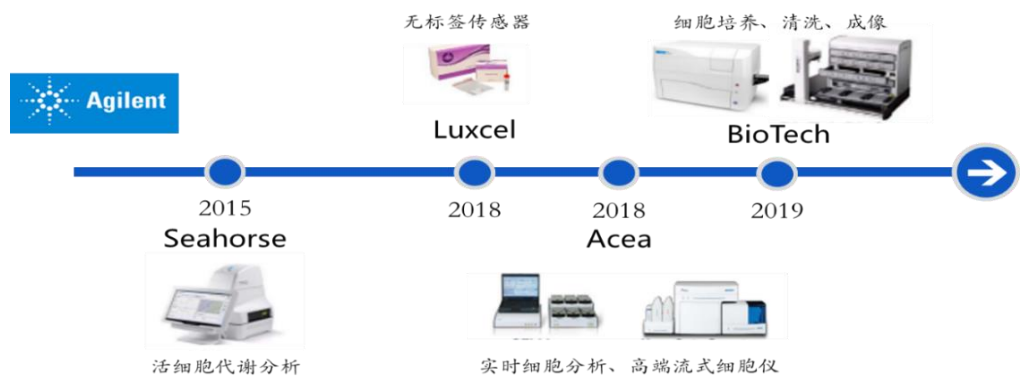 无标签传感器
细胞培养、清洗、成像
Agilent
Luxcel
BioTech
2015
2018
2018
2019
Seahorse
Acea
活细胞代谢分析
实时细胞分析、高端流式细胞仪